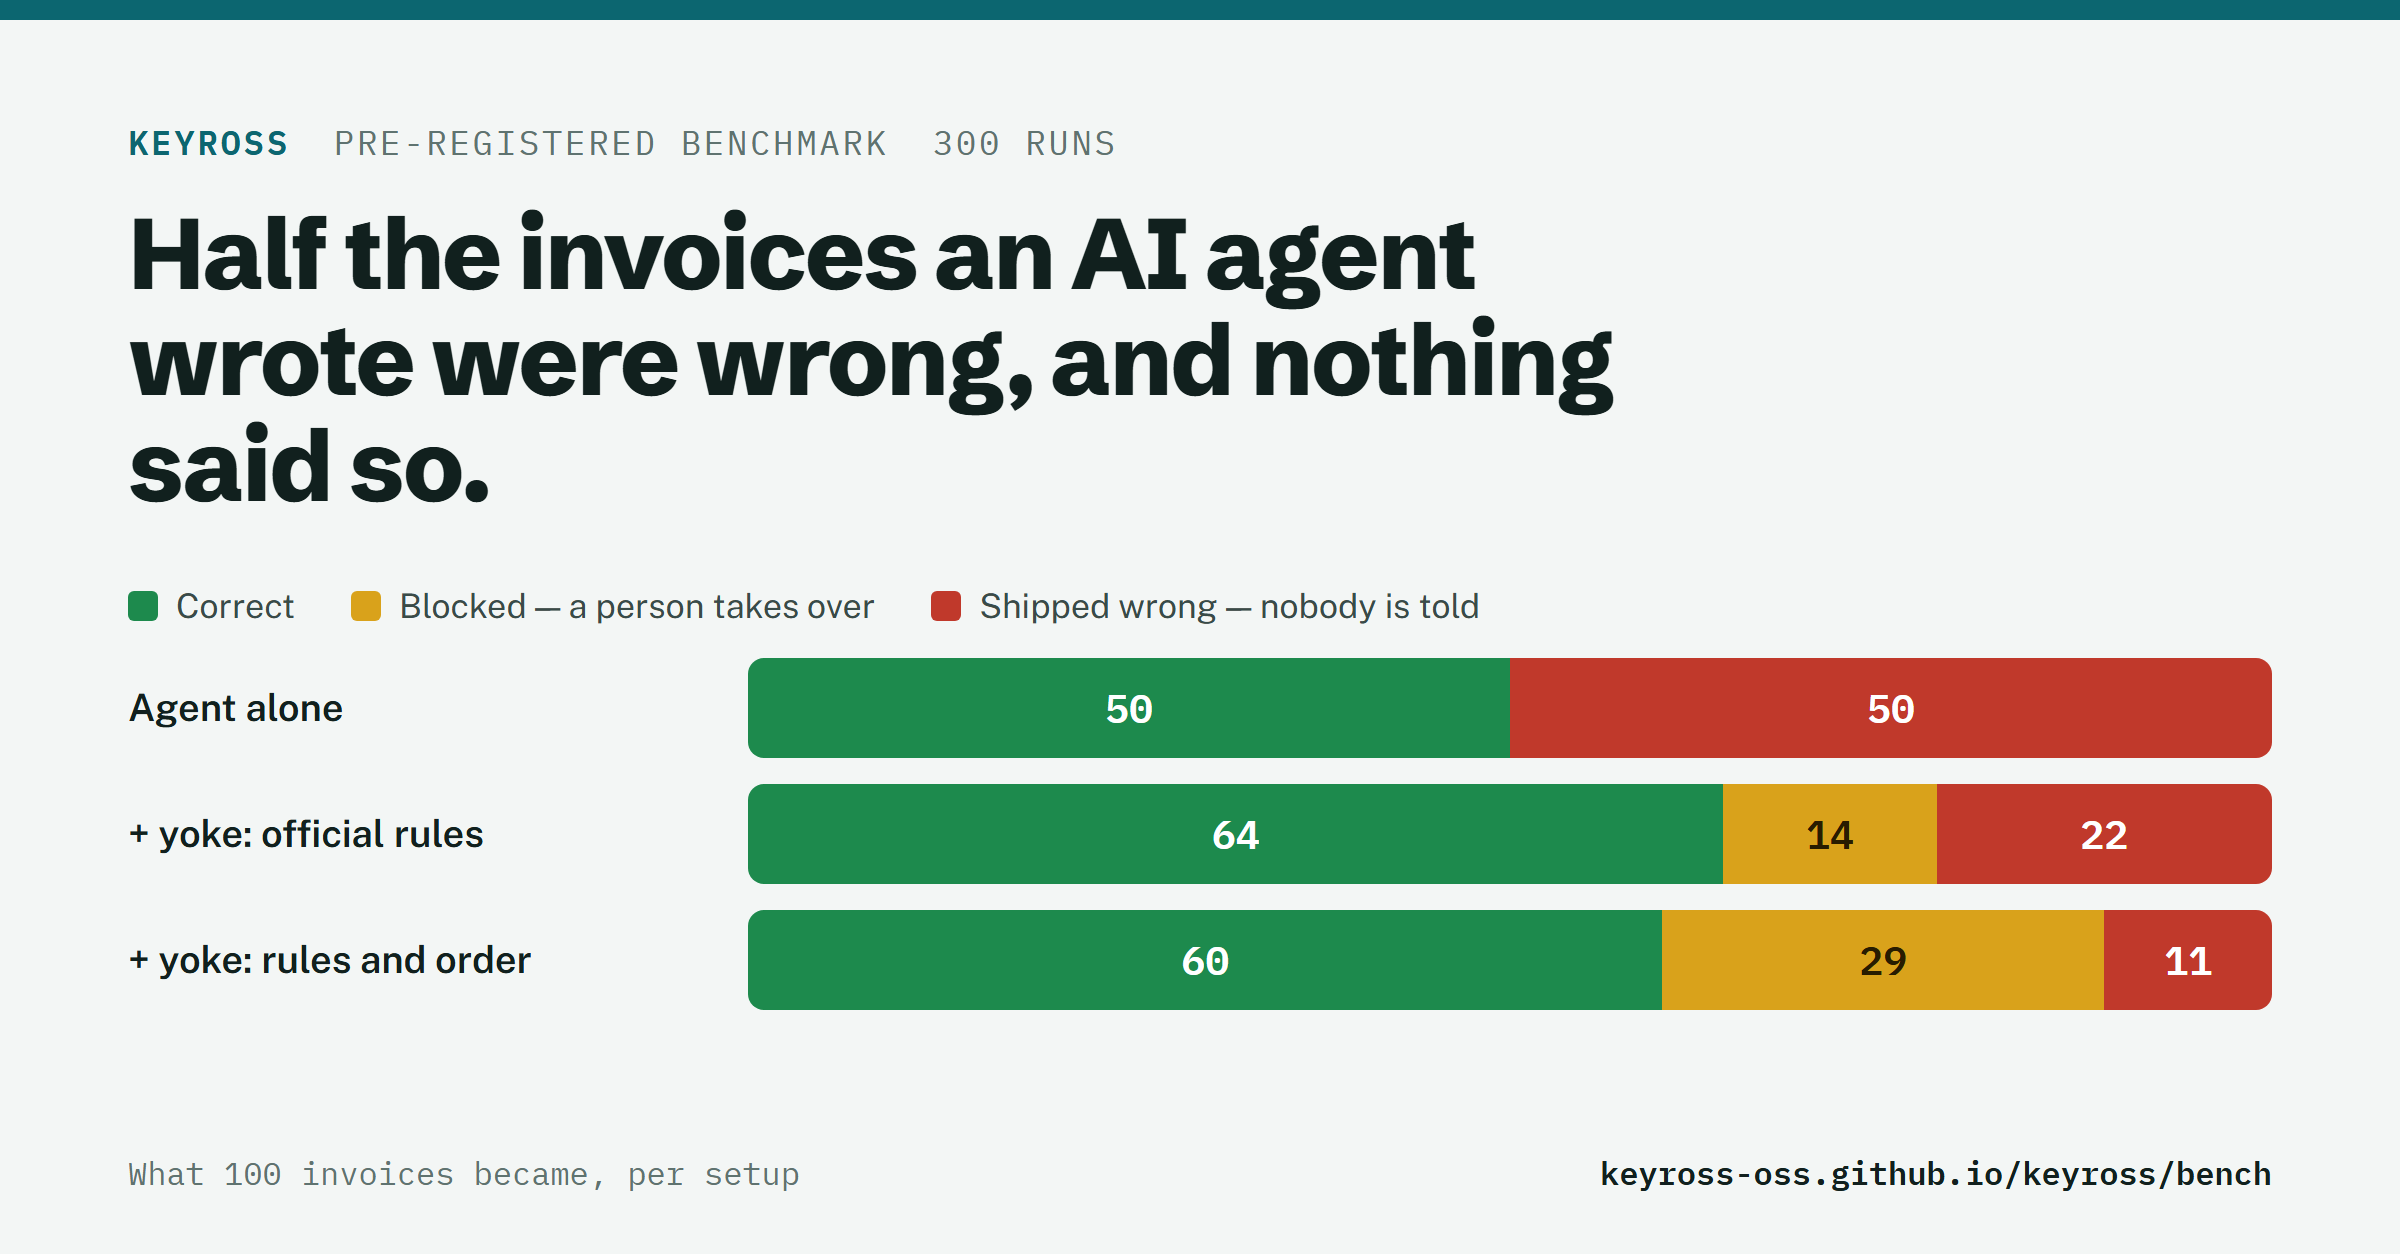 KEYROSS PRE-REGISTERED BENCHMARK 300 RUNS
Half the invoices an AI agent
wrote were wrong, and nothing
said so.
Correct Blocked — a person takes over Shipped wrong — nobody is told
Agent alone 50 50
+ yoke: official rules 64 14 22
+ yoke: rules and order 60 29 11
What 100 invoices became, per setup keyross-oss.github.io/keyross/bench